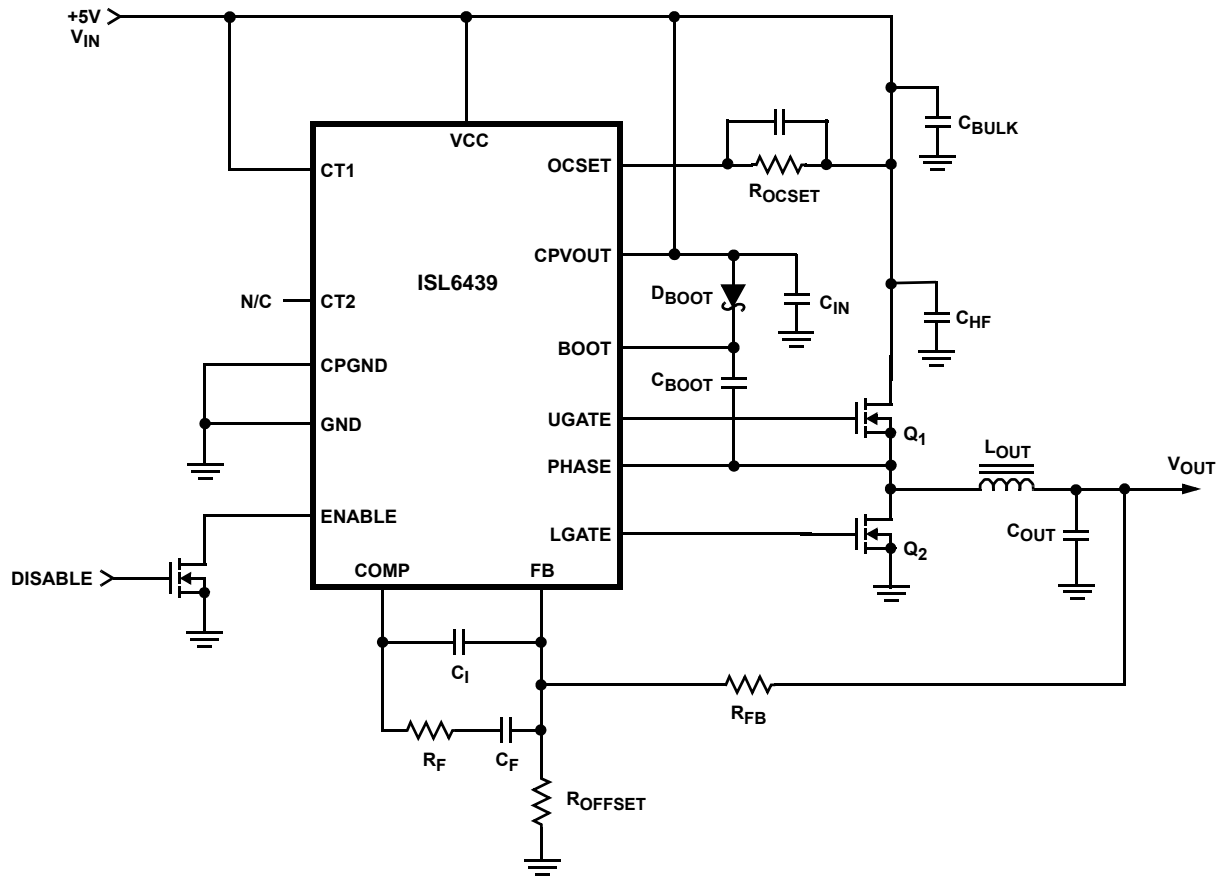 +5V
VIN
VCC
OCSET
ROCSET
CBULK
CT1
CPVOUT
ISL6439
DBOOT
CIN
N/C
CT2
CHF
BOOT
CBOOT
CPGND
UGATE
Q1
GND
PHASE
LOUT
VOUT
ENABLE
LGATE
Q2
COUT
DISABLE
COMP
FB
CI
RFB
RF
CF
ROFFSET